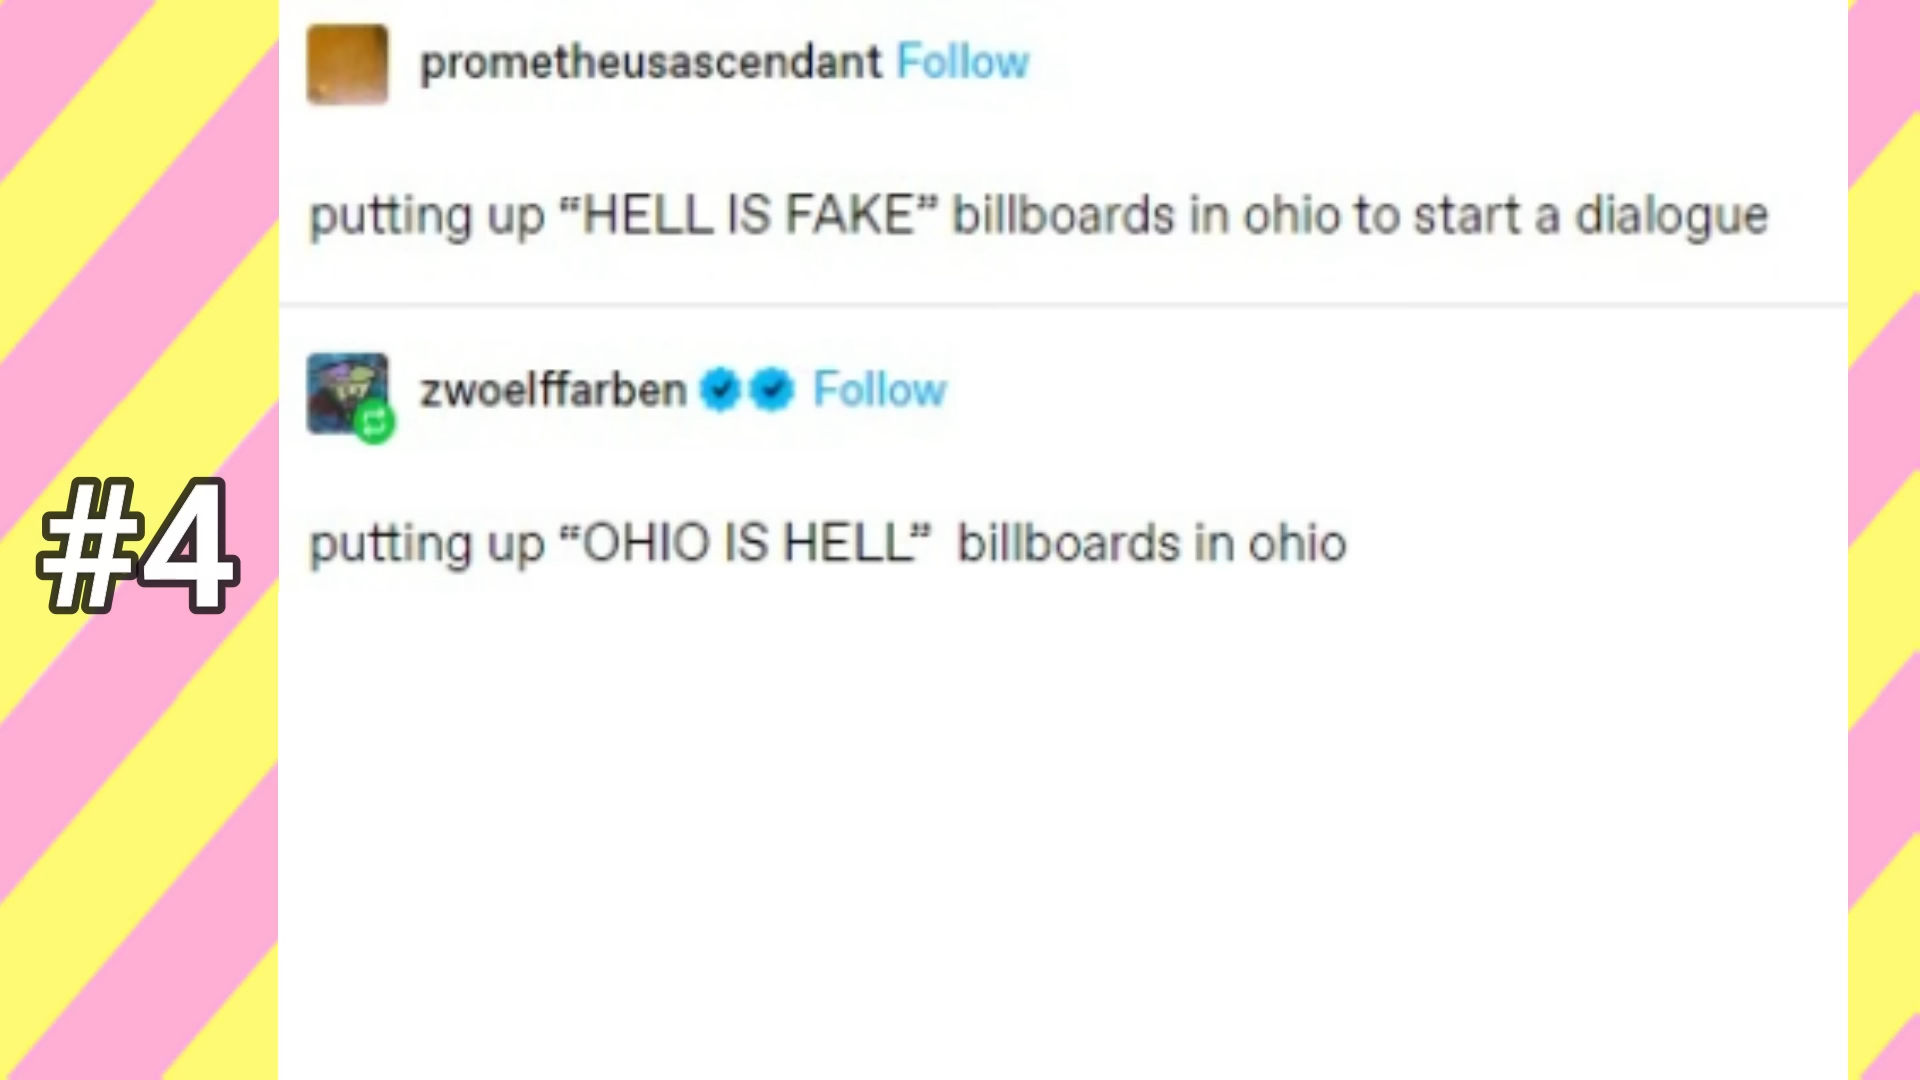 prometheusascendant Follow
putting up “HELL IS FAKE” billboards in ohio to start a dialogue
zwoelffarben Follow
#4
putting up “OHIO IS HELL”  billboards in ohio